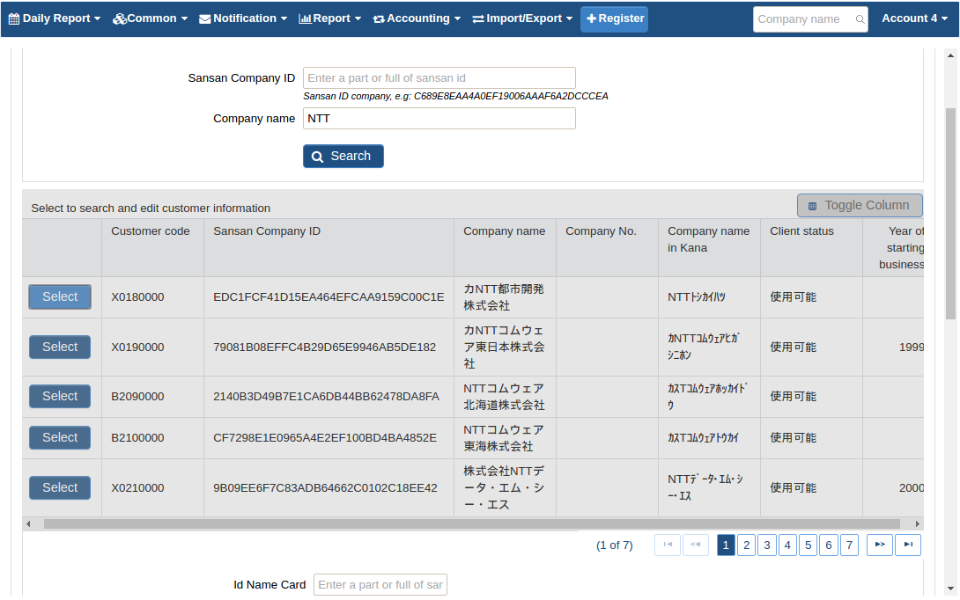 Daily Report Common Notification Report Accounting Import/Export Register Company name Account 4
Sansan Company ID Enter a part or full of sansan id
Sansan ID company, e.g: C689E8EAA4A0EF19006AAAF6A2DCCCEA
Company name NTT
Search
Select to search and edit customer information Toggle Column
Customer code Sansan Company ID Company name Company No. Company name Client status Year of
in Kana starting
business
Select X0180000 EDC1FCF41D15EA464EFCAA9159C00C1E カNTT都市開発 NTTﾄｼｶｲﾊﾂ 使用可能
株式会社
カNTTコムウェ
Select X0190000 79081B08EFFC4B29D65E9946AB5DE182 ア東日本株式会 ｶNTTｺﾑｳｪｱﾋｶﾞ 使用可能 1999
社 ｼﾆﾎﾝ
Select B2090000 2140B3D49B7E1CA6DB44BB62478DA8FA NTTコムウェア ｶｽTｺﾑｳｪｱﾎｯｶｲﾄﾞ 使用可能
北海道株式会社 ｳ
Select B2100000 CF7298E1E0965A4E2EF100BD4BA4852E NTTコムウェア ｶｽTｺﾑｳｪｱﾄｳｶｲ 使用可能
東海株式会社
株式会社NTTデ
Select X0210000 9B09EE6F7C83ADB64662C0102C18EE42 ータ・エム・シ NTTﾃﾞｰﾀ･ｴﾑ･ｼ 使用可能 2000
ー・エス ｰ･ｴｽ
(1 of 7) 1 2 3 4 5 6 7
Id Name Card Enter a part or full of sar